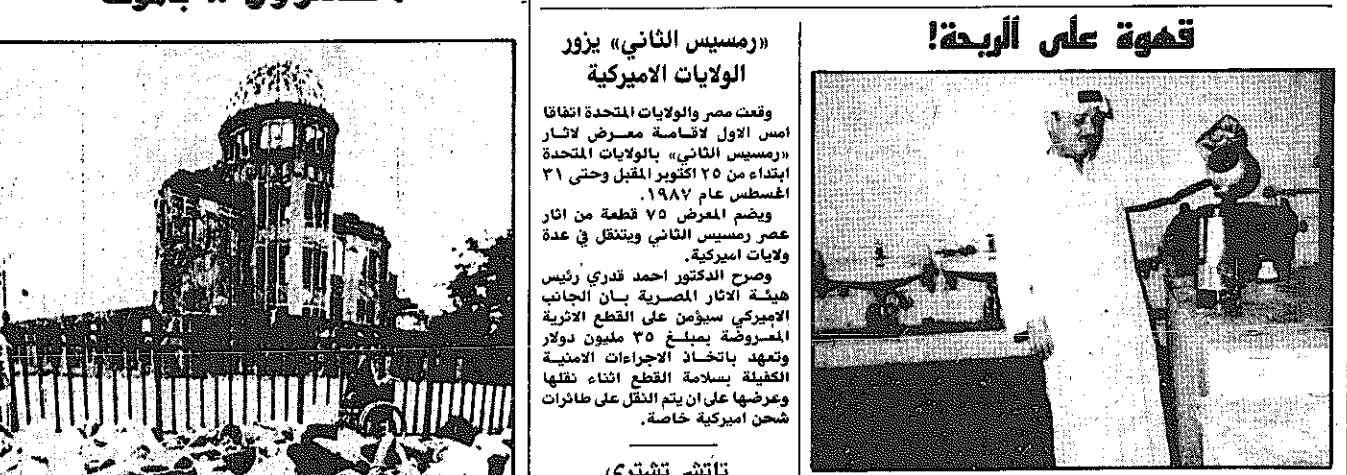 قهوة على الريحة!
«رمسيس الثاني» يزور
الولايات الاميركية
وقعت مصر والولايات المتحدة اتفاقا
امس الاول لاقامة معرض لاثار
«رمسيس الثاني» بالولايات المتحدة
ابتداء من ٢٥ اكتوبر المقبل وحتى ٣١
اغسطس عام ١٩٨٧.
ويضم المعرض ٧٥ قطعة من اثار
عصر رمسيس الثاني ويتنقل في عدة
ولايات اميركية.
وصرح الدكتور احمد قدري رئيس
هيئة الاثار المصرية بان الجانب
الاميركي سيؤمن على القطع الاثرية
المعروضة بمبلغ ٣٥ مليون دولار
وتعهد باتخاذ الاجراءات الامنية
الكفيلة بسلامة القطع اثناء نقلها
وعرضها على ان يتم النقل على طائرات
شحن اميركية خاصة.